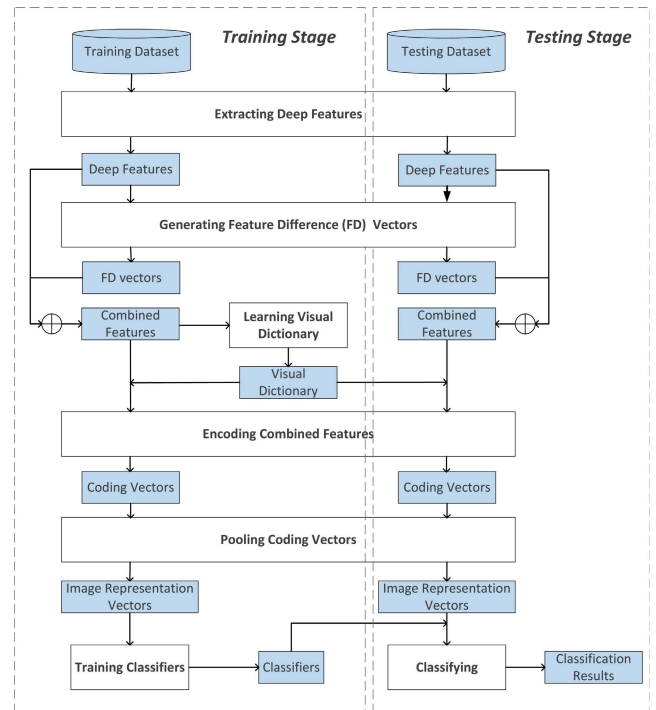 Training Stage
Testing Stage
Training Dataset
Testing Dataset
Extracting Deep Features
Deep Features
Deep Features
Generating Feature Difference (FD) Vectors
FD vectors
FD vectors
Combined
Features
Learning Visual
Dictionary
Combined
Features
Visual
Dictionary
Encoding Combined Features
Coding Vectors
Coding Vectors
Pooling Coding Vectors
Image Representation
Vectors
Image Representation
Vectors
Training Classifiers
Classifiers
Classifying
Classification
Results